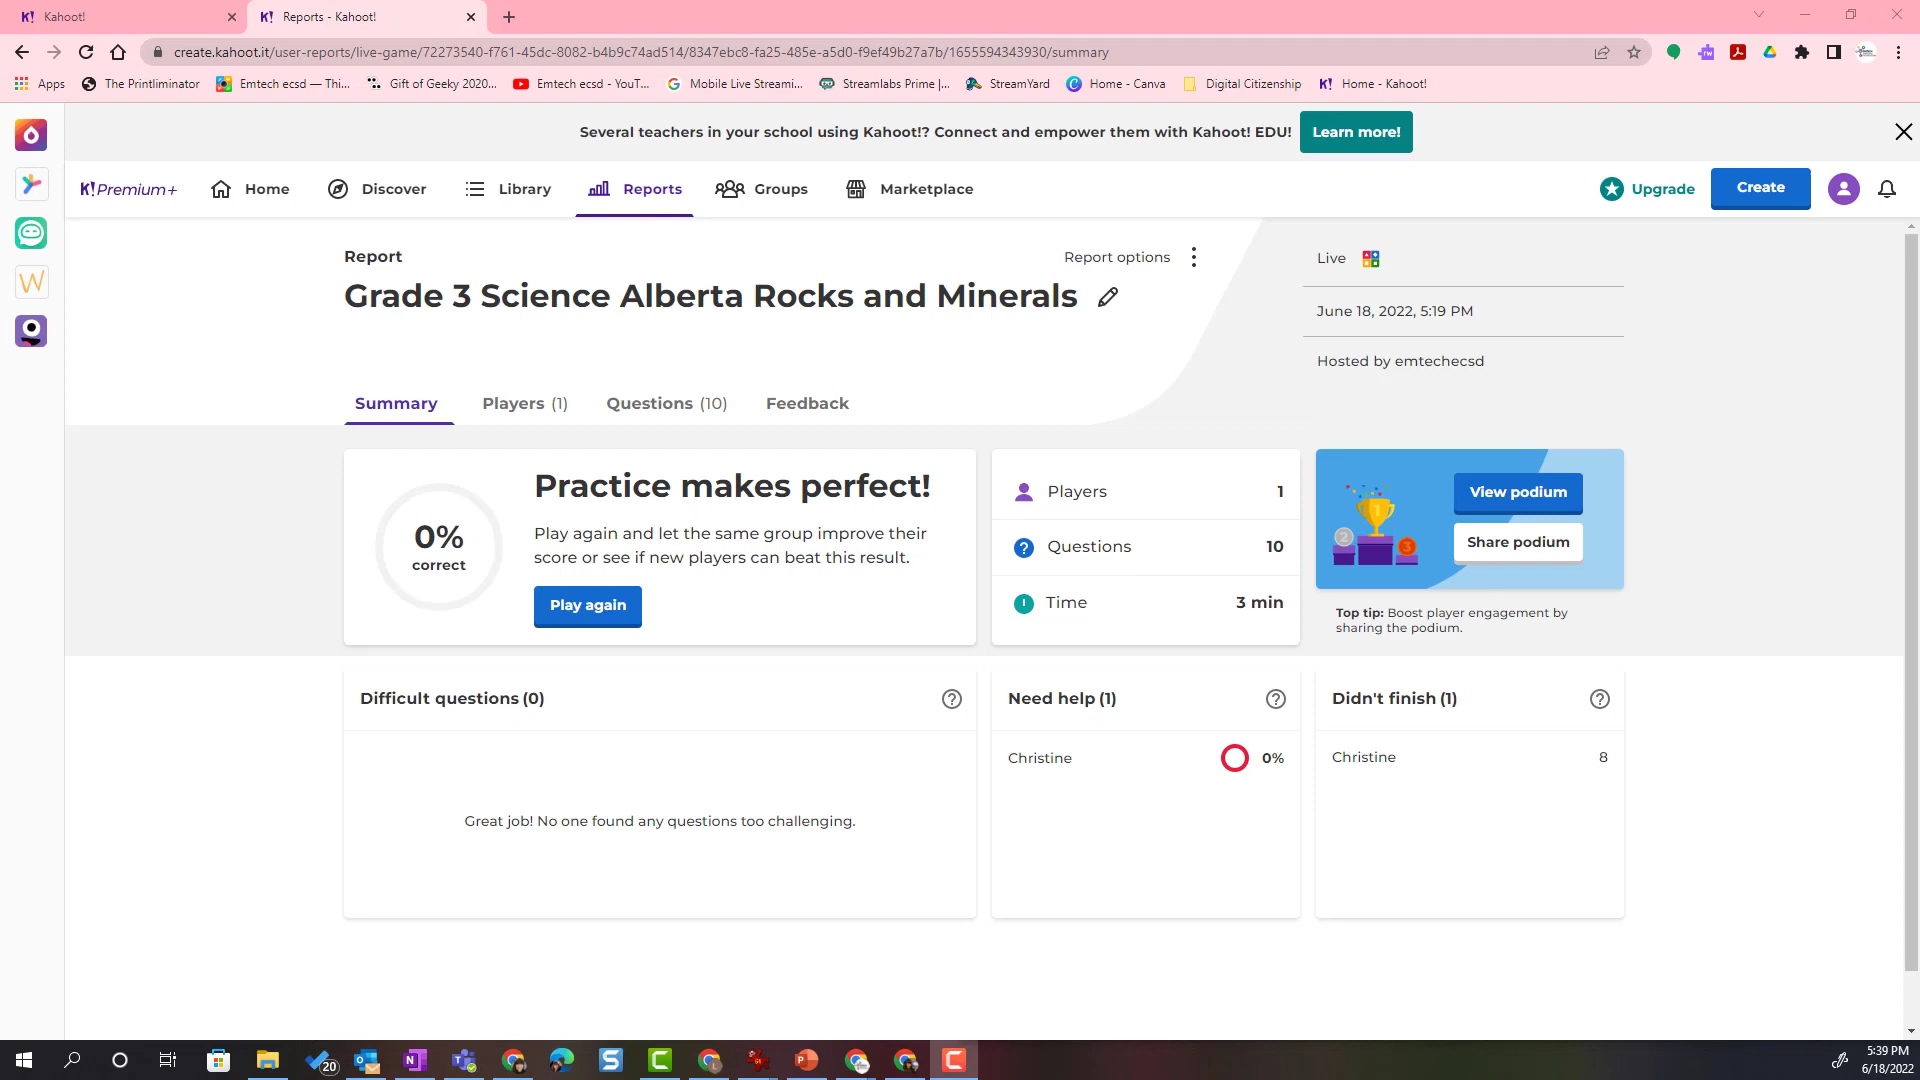 Kahoot!
Reports - Kahoot!
create.kahoot.it/user-reports/live-game/72273540-f761-45dc-8082-b4b9c74ad514/8347ebc8-fa25-485e-a5d0-f9ef49b27a7b/1655594343930/summary
Apps The Printliminator Emtech ecsd — Thi... Gift of Geeky 2020... Emtech ecsd - YouT... Mobile Live Streami... Streamlabs Prime |... StreamYard Home - Canva Digital Citizenship Home - Kahoot!
Several teachers in your school using Kahoot!? Connect and empower them with Kahoot! EDU! Learn more!
K!Premium+ Home Discover Library Reports Groups Marketplace Upgrade Create
Report
Report options
Grade 3 Science Alberta Rocks and Minerals
Live
June 18, 2022, 5:19 PM
Hosted by emtechecsd
Summary Players (1) Questions (10) Feedback
0%
correct
Practice makes perfect!
Play again and let the same group improve their
score or see if new players can beat this result.
Play again
Players 1
Questions 10
Time 3 min
1
2
3
View podium
Share podium
Top tip: Boost player engagement by
sharing the podium.
Difficult questions (0)
Great job! No one found any questions too challenging.
Need help (1)
Christine 0%
Didn't finish (1)
Christine 8
20
5:39 PM
6/18/2022